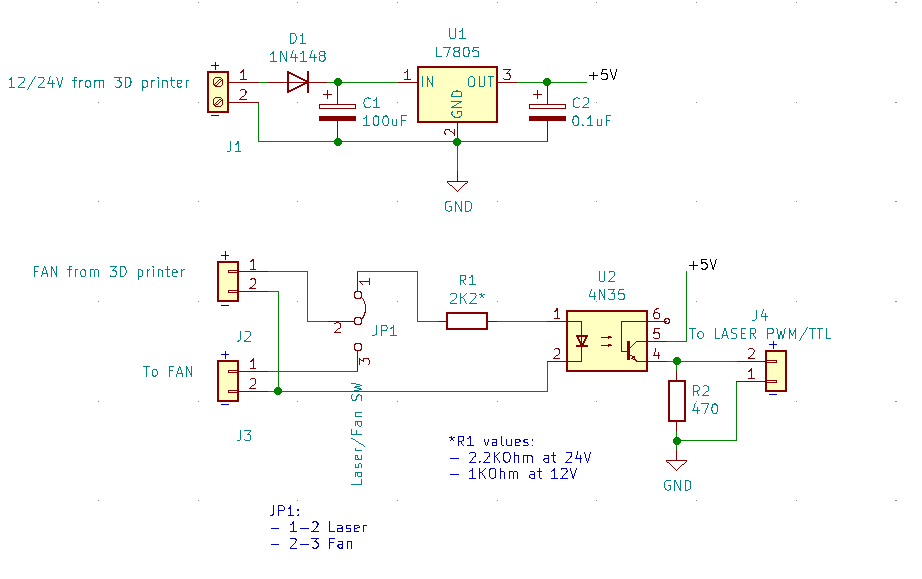 D1
1N4148
U1
L7805
12/24V from 3D printer
+
1
2
−
J1
+
C1
100uF
1
IN
OUT
3
GND
2
+
C2
0.1uF
+5V
GND
FAN from 3D printer
+
1
2
−
J2
To FAN
+
1
2
−
J3
1
2
3
JP1
Laser/Fan SW
R1
2K2*
U2
4N35
1
2
6
5
4
+5V
J4
To LASER PWM/TTL
+
2
1
−
R2
470
GND
*R1 values:
− 2.2KOhm at 24V
− 1KOhm at 12V
JP1:
− 1−2 Laser
− 2−3 Fan